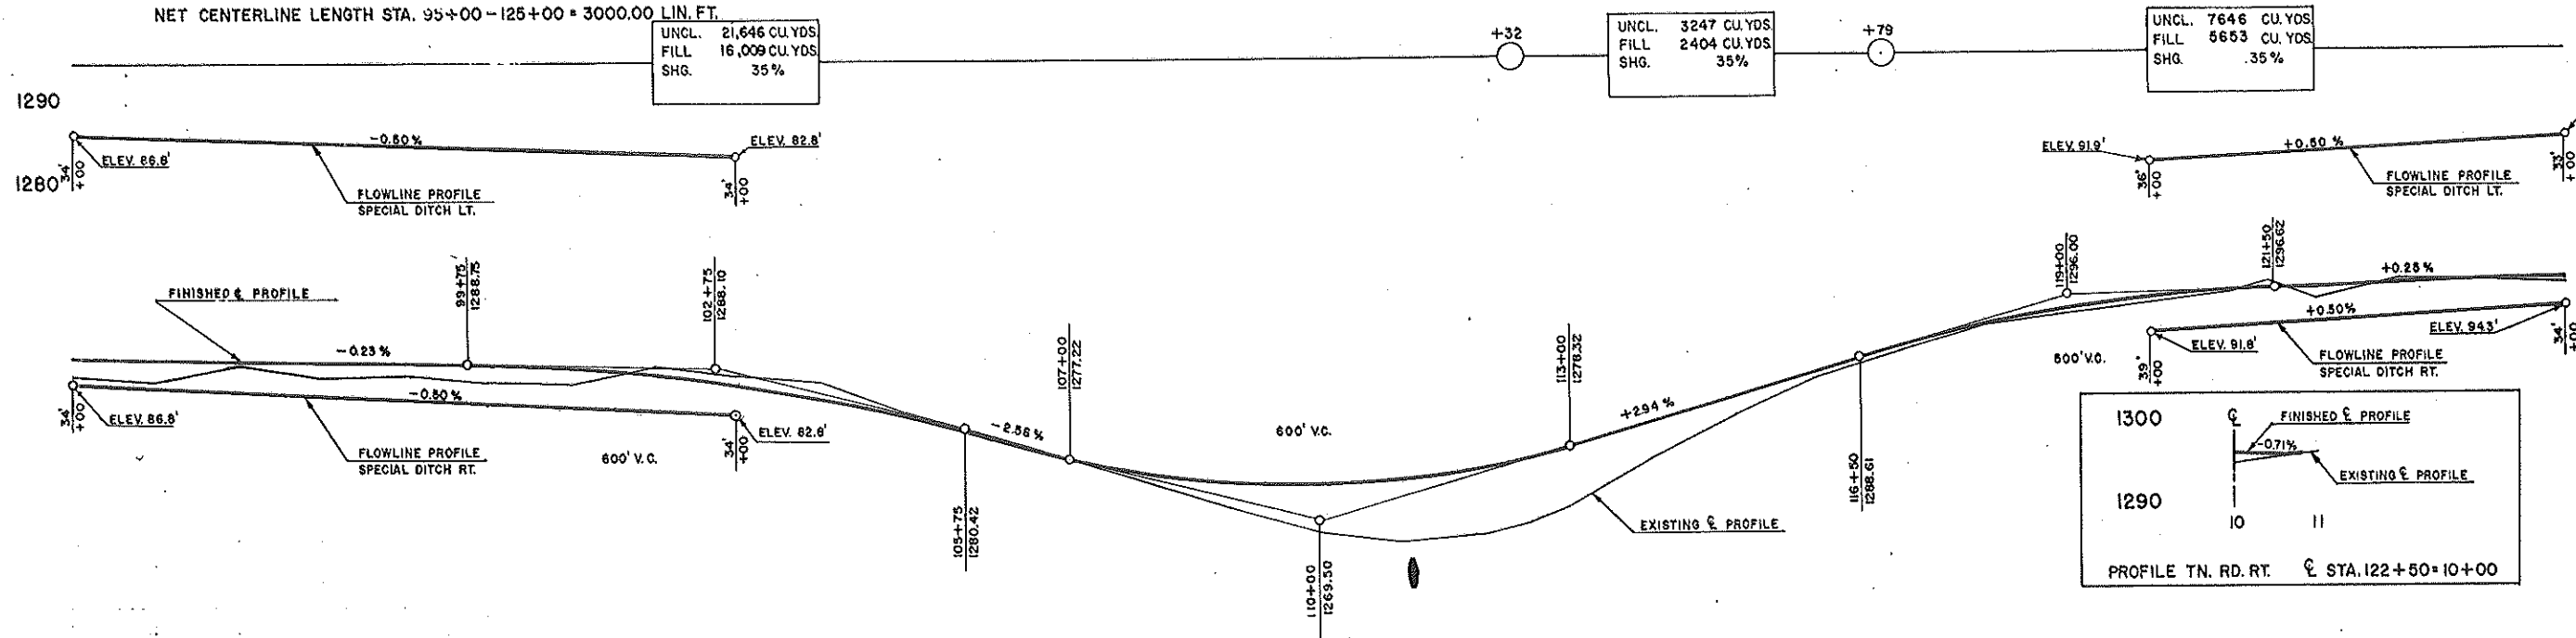 NET CENTERLINE LENGTH STA. 95+00 - 125+00 = 3000.00 LIN. FT.
UNCL. 21,646 CU. YDS.
FILL 16,009 CU. YDS.
SHG. 35%
+32
UNCL. 3247 CU. YDS.
FILL 2404 CU. YDS.
SHG. 35%
+79
UNCL. 7646 CU. YDS.
FILL 5653 CU. YDS.
SHG. .35%
1290
1280
34'
+00
ELEV. 86.8'
-0.50%
FLOWLINE PROFILE
SPECIAL DITCH LT.
ELEV. 82.8'
34'
+00
ELEV. 91.9'
36'
+00
+0.50 %
FLOWLINE PROFILE
SPECIAL DITCH LT.
33'
+00
FINISHED ℄ PROFILE
-0.23 %
99+75
1288.75
102+75
1288.10
34'
+00
ELEV. 86.8'
-0.50%
FLOWLINE PROFILE
SPECIAL DITCH RT.
34'
+00
ELEV. 82.8'
600' V.C.
105+75
1280.42
-2.56 %
107+00
1277.22
600' V.C.
110+00
1269.50
113+00
1278.32
+2.94 %
EXISTING ℄ PROFILE
116+50
1288.61
119+00
1296.00
121+50
1296.62
+0.25 %
+0.50%
ELEV. 94.3'
34'
+00
500' V.C.
39'
+00
ELEV. 91.8'
FLOWLINE PROFILE
SPECIAL DITCH RT.
1300
℄
FINISHED ℄ PROFILE
-0.71%
EXISTING ℄ PROFILE
1290
10 11
PROFILE TN. RD. RT. ℄ STA. 122+50=10+00